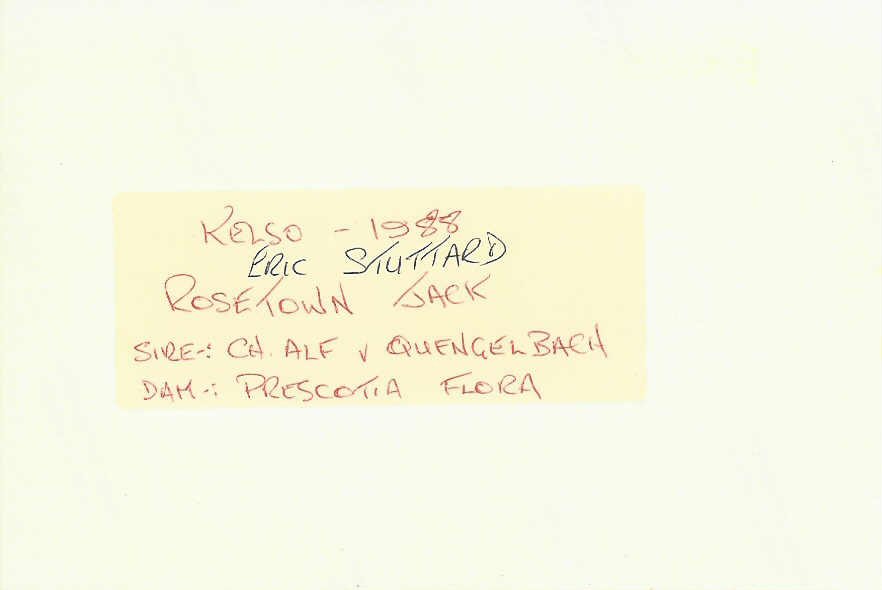 KELSO - 1988
ERIC STUTTARD
ROSETOWN JACK
SIRE-: CH. ALF v QUENGELBACH
DAM-: PRESCOTIA FLORA